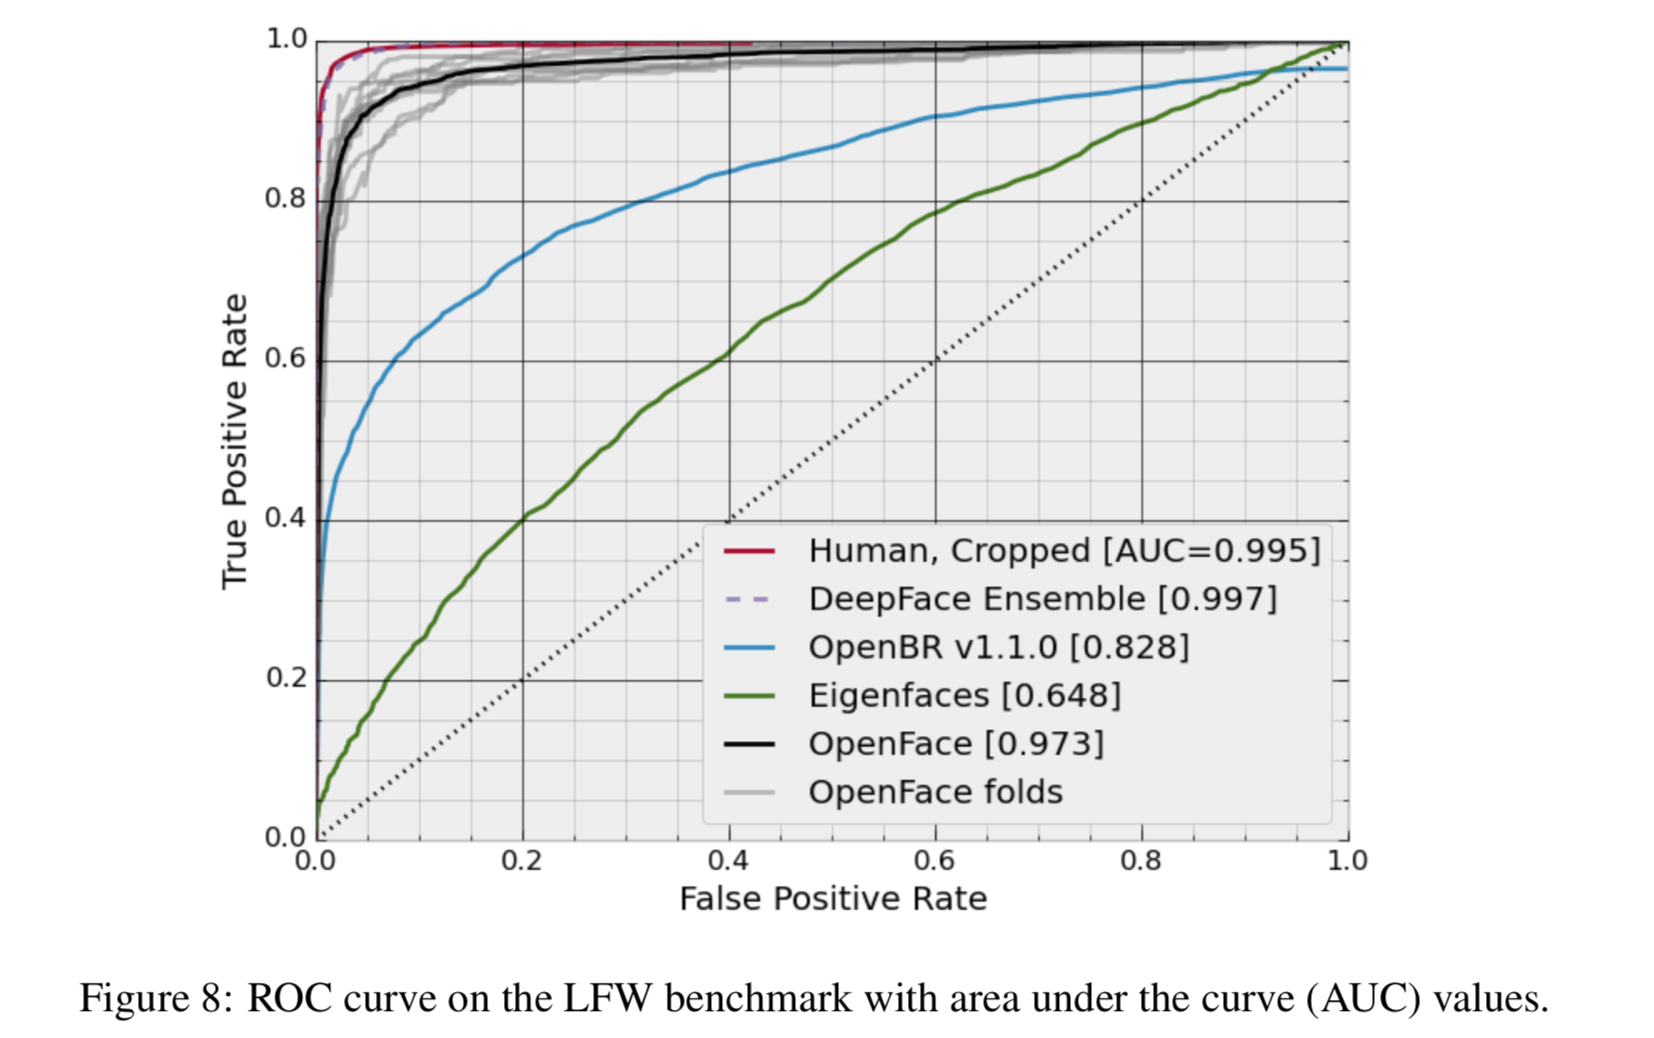 1.0
0.8
0.6
0.4
0.2
0.0
True Positive Rate
Human, Cropped [AUC=0.995]
DeepFace Ensemble [0.997]
OpenBR v1.1.0 [0.828]
Eigenfaces [0.648]
OpenFace [0.973]
OpenFace folds
0.0 0.2 0.4 0.6 0.8 1.0
False Positive Rate
Figure 8: ROC curve on the LFW benchmark with area under the curve (AUC) values.